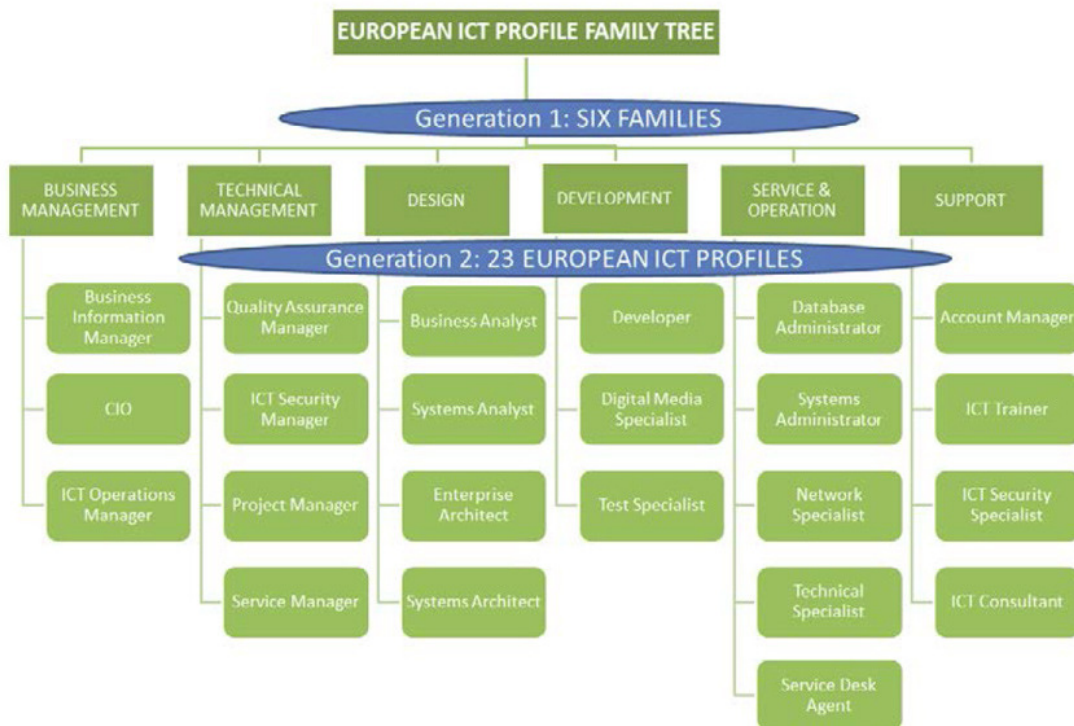 EUROPEAN ICT PROFILE FAMILY TREE
Generation 1: SIX FAMILIES
BUSINESS
MANAGEMENT
TECHNICAL
MANAGEMENT
DESIGN
DEVELOPMENT
SERVICE &
OPERATION
SUPPORT
Generation 2: 23 EUROPEAN ICT PROFILES
Business
Information
Manager
CIO
ICT Operations
Manager
Quality Assurance
Manager
ICT Security
Manager
Project Manager
Service Manager
Business Analyst
Systems Analyst
Enterprise
Architect
Systems Architect
Developer
Digital Media
Specialist
Test Specialist
Database
Administrator
Systems
Administrator
Network
Specialist
Technical
Specialist
Service Desk
Agent
Account Manager
ICT Trainer
ICT Security
Specialist
ICT Consultant